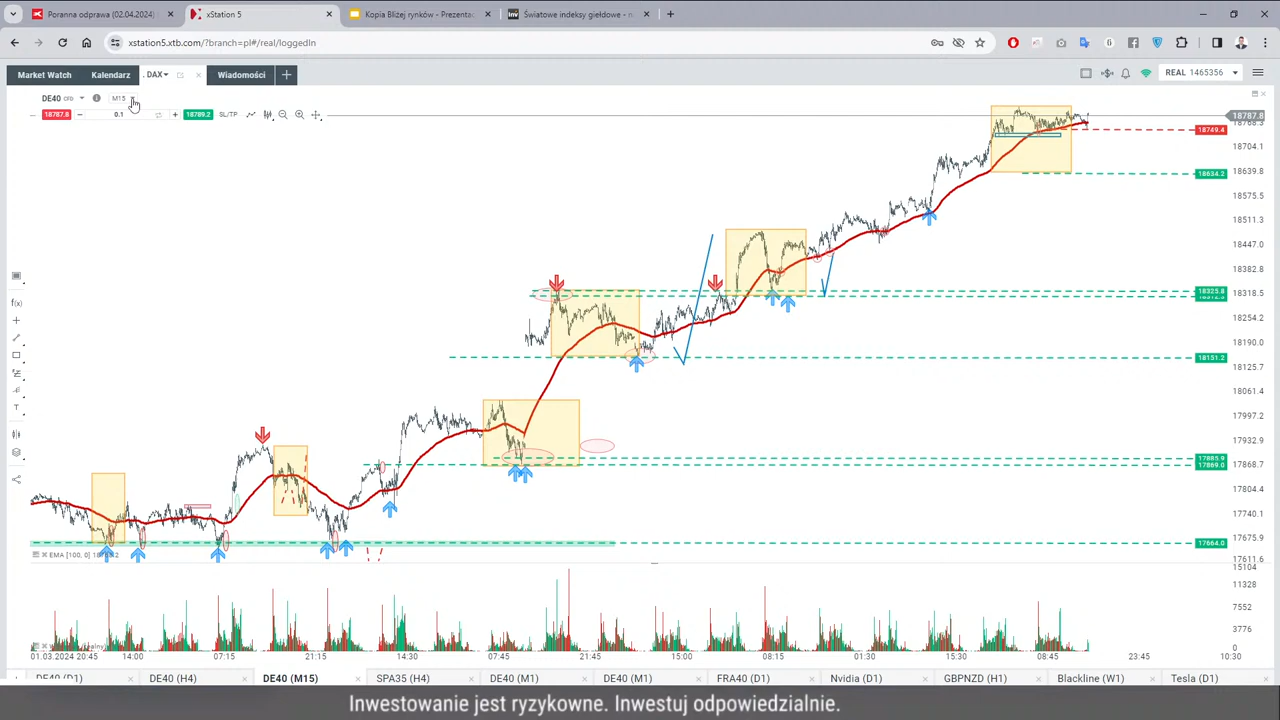 Poranna odprawa (02.04.2024)
xStation 5
Kopia Bliżej rynków - Prezentac
Światowe indeksy giełdowe - n
xstation5.xtb.com/?branch=pl#/real/loggedIn
Market Watch
Kalendarz
. DAX
Wiadomości
REAL 1465356
DE40 CFD
M15
18787.8
0.1
18789.2
SL/TP
18787.8
18768.3
18749.4
18704.1
18634.2
18639.8
18575.5
18511.3
18447.0
18382.8
18325.8
18318.5
18254.2
18190.0
18151.2
18125.7
18061.4
17997.2
17932.9
17885.9
17869.0
17868.7
17804.4
17740.1
17675.9
17664.0
17611.6
EMA [100, 0]
15104
11328
7552
3776
0
01.03.2024 20:45
14:00
07:15
21:15
14:30
07:45
21:45
15:00
08:15
01:30
15:30
08:45
23:45
10:30
DE40 (D1)
DE40 (H4)
DE40 (M15)
SPA35 (H4)
DE40 (M1)
DE40 (M1)
FRA40 (D1)
Nvidia (D1)
GBPNZD (H1)
Blackline (W1)
Tesla (D1)
Inwestowanie jest ryzykowne. Inwestuj odpowiedzialnie.